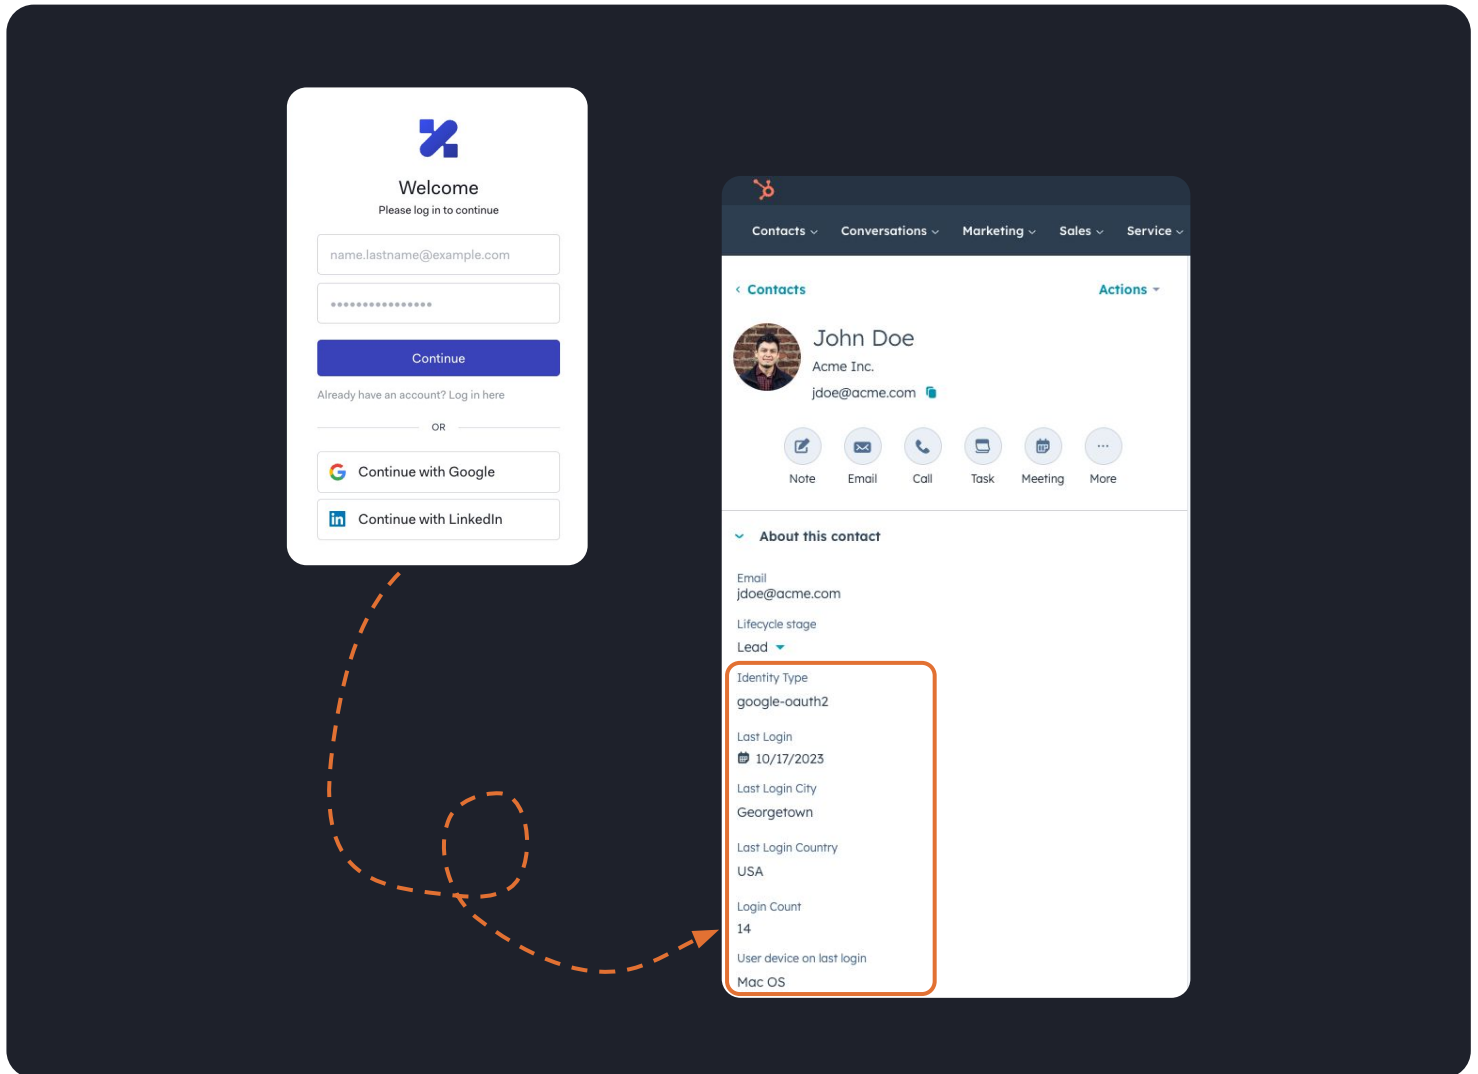 Welcome
Please log in to continue
name.lastname@example.com
Continue
Already have an account? Log in here
OR
Continue with Google
in Continue with LinkedIn
Contacts Conversations Marketing Sales Service
Contacts Actions
John Doe
Acme Inc.
jdoe@acme.com
Note Email Call Task Meeting More
About this contact
Email
jdoe@acme.com
Lifecycle stage
Lead
Identity Type
google-oauth2
Last Login
10/17/2023
Last Login City
Georgetown
Last Login Country
USA
Login Count
14
User device on last login
Mac OS